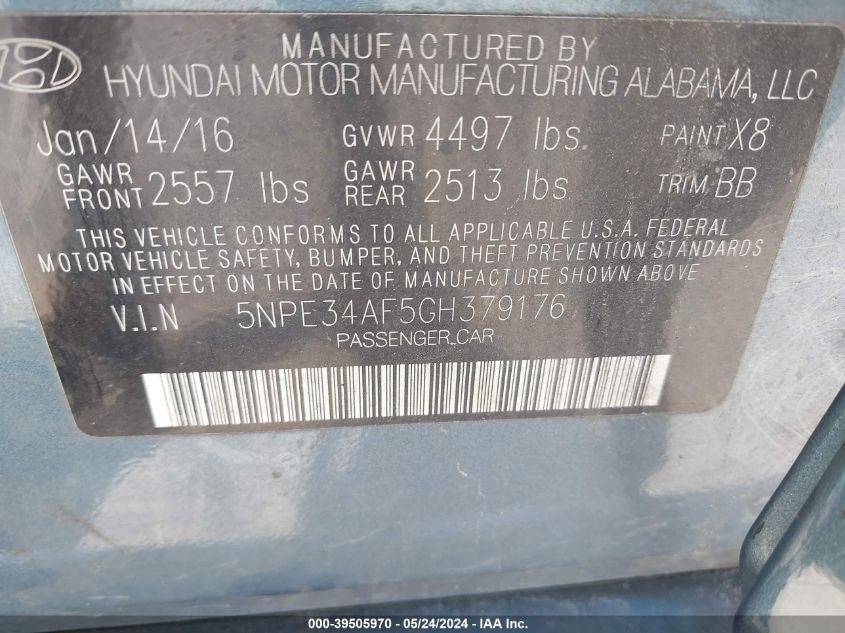 MANUFACTURED BY
HYUNDAI MOTOR MANUFACTURING ALABAMA, LLC
Jan/14/16 GVWR 4497 lbs. PAINT X8
GAWR FRONT 2557 lbs GAWR REAR 2513 lbs TRIM BB
THIS VEHICLE CONFORMS TO ALL APPLICABLE U.S.A. FEDERAL
MOTOR VEHICLE SAFETY, BUMPER, AND THEFT PREVENTION STANDARDS
IN EFFECT ON THE DATE OF MANUFACTURE SHOWN ABOVE
V.I.N 5NPE34AF5GH379176
PASSENGER CAR
000-39505970 - 05/24/2024 - IAA Inc.